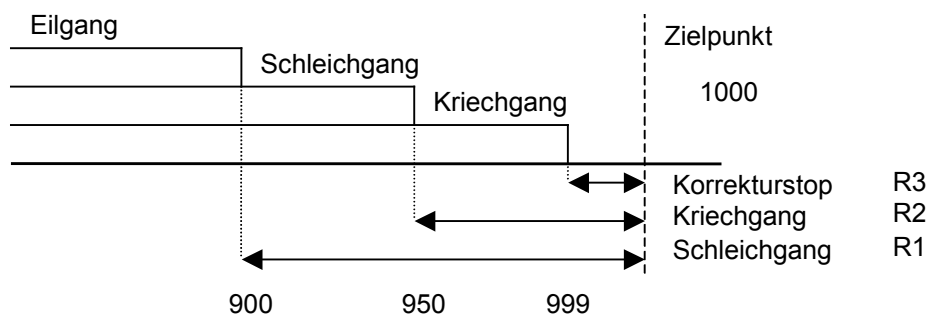 Eilgang
Zielpunkt
Schleichgang
1000
Kriechgang
Korrekturstop R3
Kriechgang R2
Schleichgang R1
900 950 999